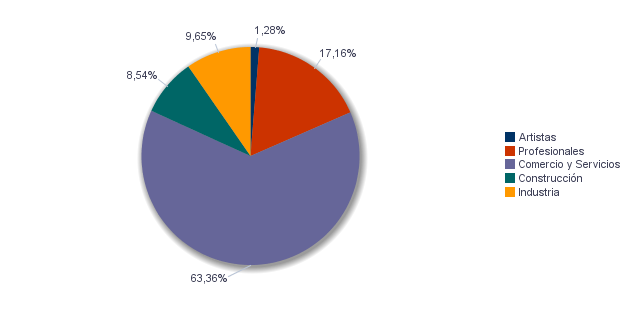 9,65%
1,28%
17,16%
8,54%
63,36%
Artistas
Profesionales
Comercio y Servicios
Construcción
Industria